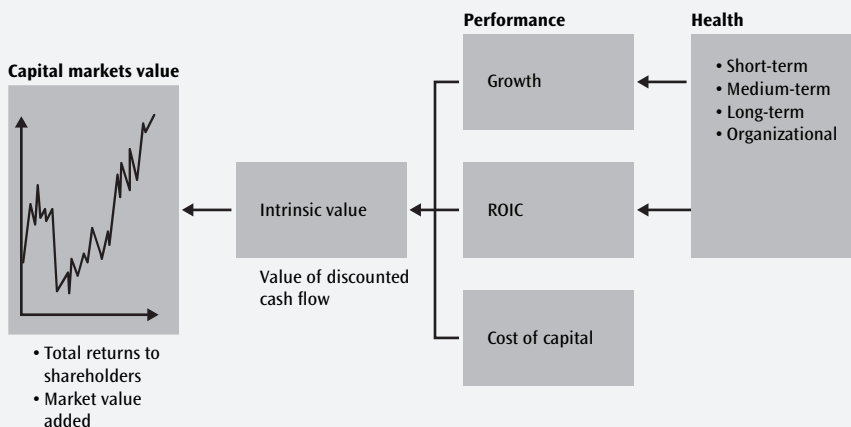 Performance
Health
Capital markets value
Growth
• Short-term
• Medium-term
• Long-term
• Organizational
Intrinsic value
ROIC
Value of discounted
cash flow
Cost of capital
• Total returns to
shareholders
• Market value
added